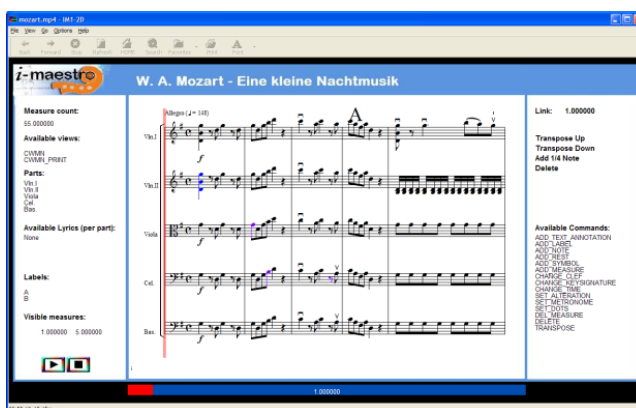 mozart.mp4 - IM1-2D
File View Go Options Help
Back Forward Stop Refresh HOME Search Favorites Print Font
i-maestro
W. A. Mozart - Eine kleine Nachtmusik
Measure count:
55.000000
Available views:
CWMN
CWMN_PRINT
Parts:
Vln.I
Vln.II
Viola
Cel.
Bas.
Available Lyrics (per part):
None
Labels:
A
B
Visible measures:
1.000000 5.000000
Allegro (♩ = 148)
A
Vln.I
f
Vln.II
f
Viola
f
Cel.
f
Bas.
f
Link: 1.000000
Transpose Up
Transpose Down
Add 1/4 Note
Delete
Available Commands:
ADD_TEXT_ANNOTATION
ADD_LABEL
ADD_NOTE
ADD_REST
ADD_SYMBOL
ADD_MEASURE
CHANGE_CLEF
CHANGE_KEYSIGNATURE
CHANGE_TIME
SET_ALTERATION
SET_METRONOME
SET_DOTS
DEL_MEASURE
DELETE
TRANSPOSE
1.000000